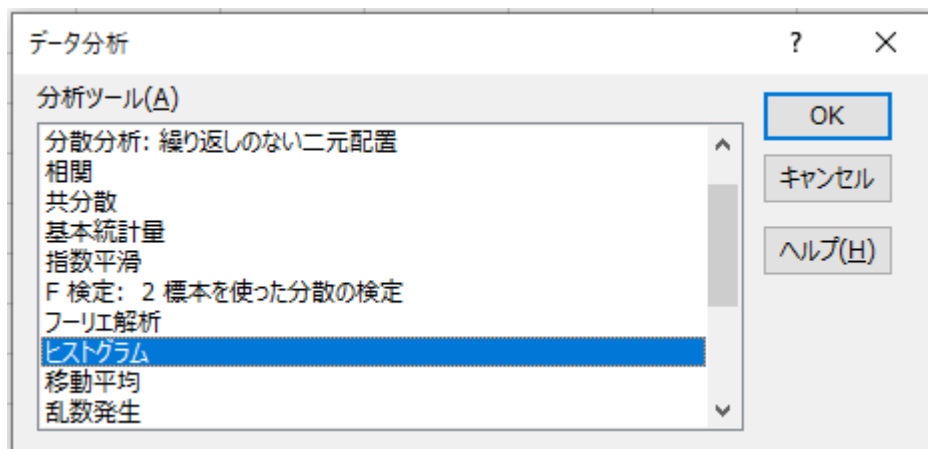 データ分析
?
分析ツール(A)
分散分析: 繰り返しのない二元配置
相関
共分散
基本統計量
指数平滑
F 検定: 2 標本を使った分散の検定
フーリエ解析
ヒストグラム
移動平均
乱数発生
OK
キャンセル
ヘルプ(H)